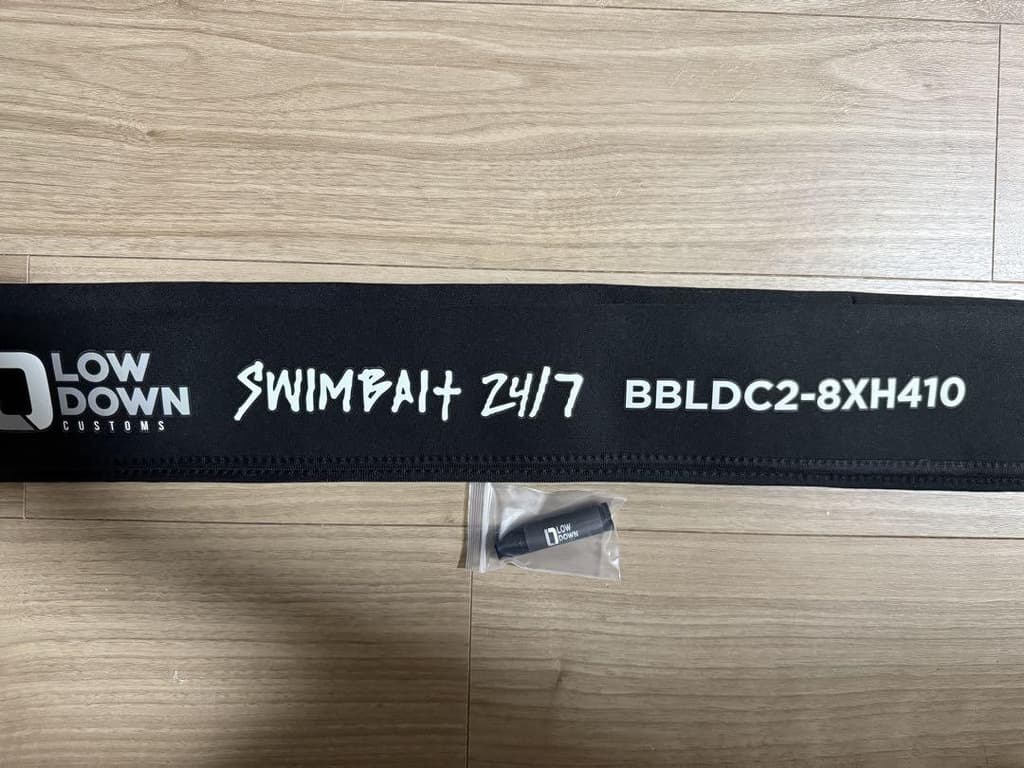 LOW
DOWN
CUSTOMS
SWIMBAIt 24/7
BBLDC2-8XH410
LOW
DOWN